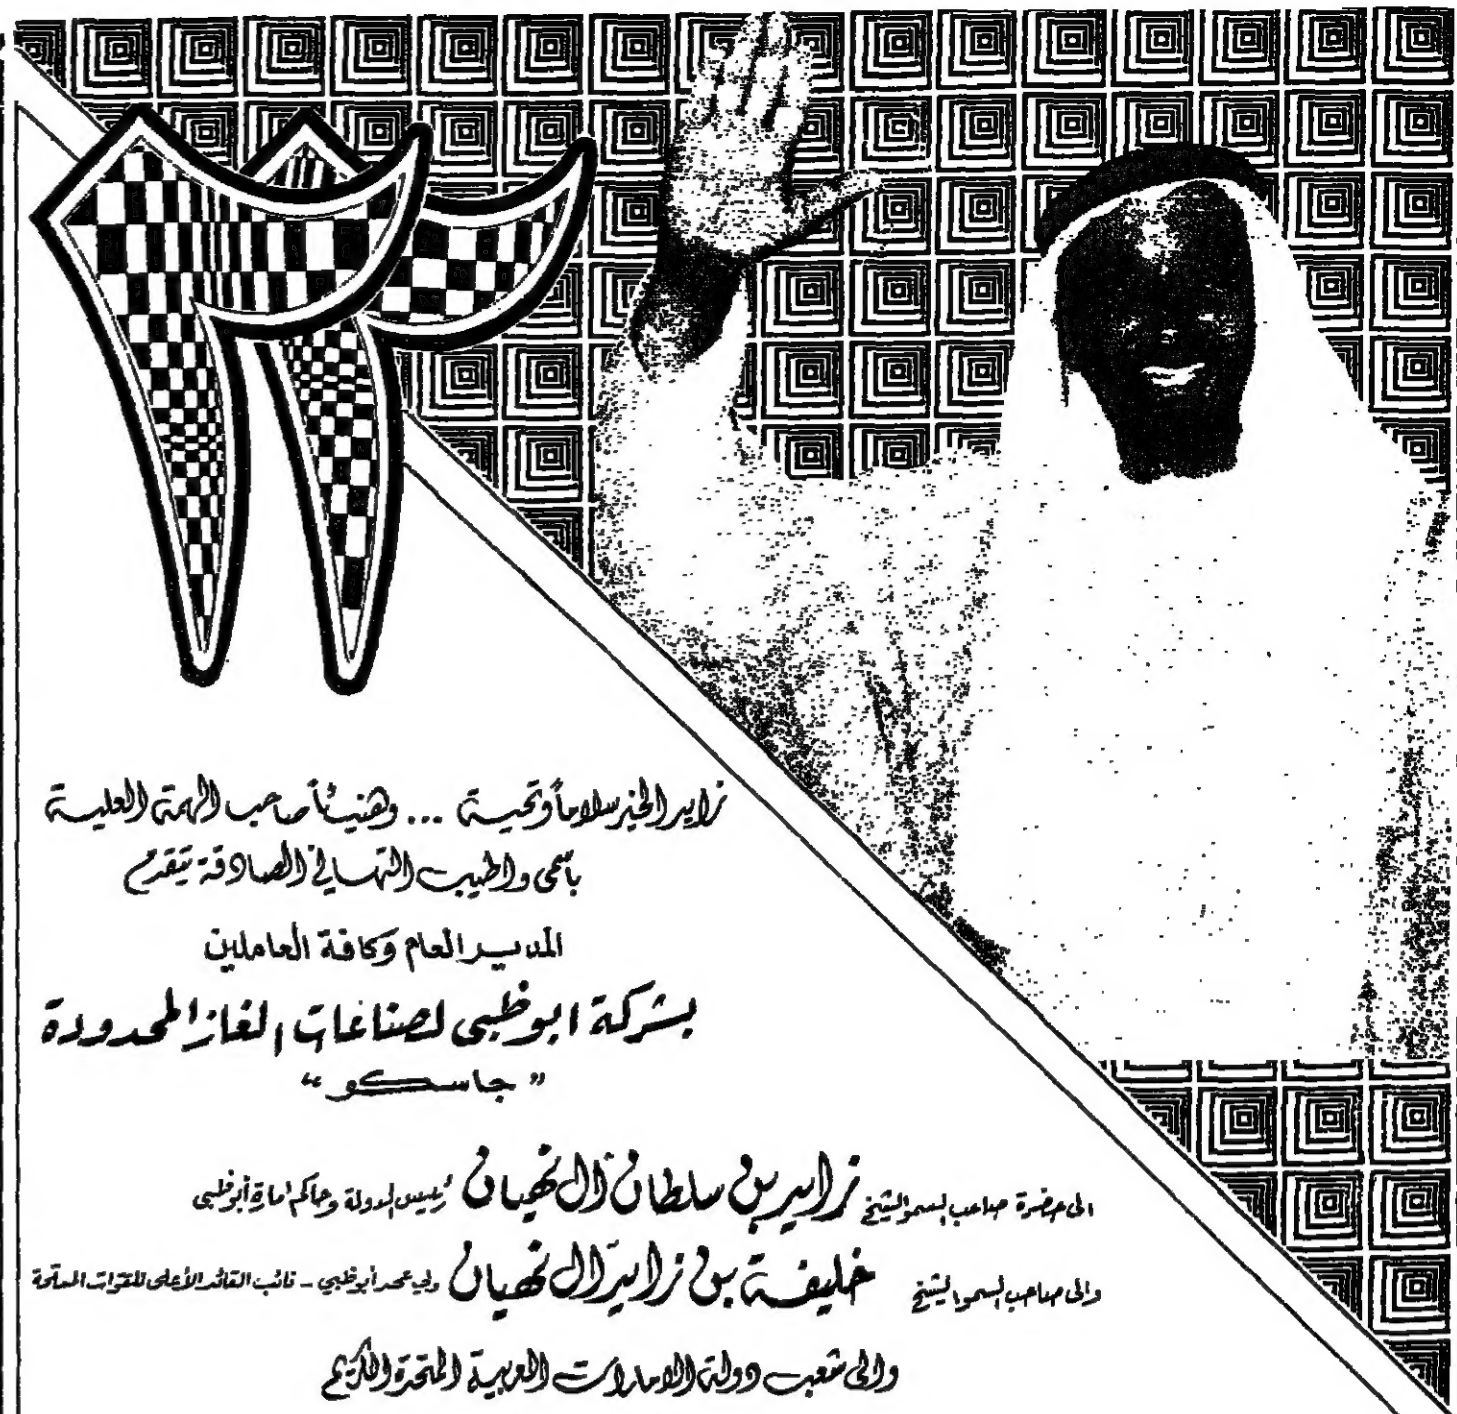 ٢٢
زايد الخير سلاماً وتحية ... وهنيئاً صاحب الهمة العلية
بأسمى واطيب التهاني الصادقة يتقدم
المدير العام وكافة العاملين
بشركة ابوظبي لصناعات الغاز المحدودة
" جاسكو "
الى حضرة صاحب السمو الشيخ زايد بن سلطان آل نهيان رئيس الدولة وحاكم امارة أبوظبي
والى صاحب السمو الشيخ خليفة بن زايد آل نهيان ولي عهد أبوظبي - نائب القائد الأعلى للقوات المسلحة
والى شعب دولة الامارات العربية المتحدة الكريم